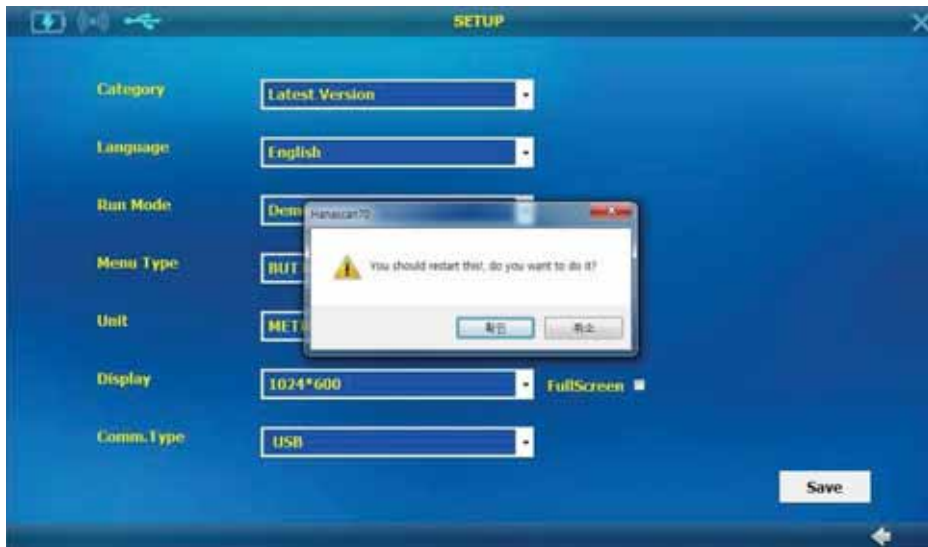 SETUP
Category
Latest Version
Language
English
Run Mode
Dem
Hanascan70
Menu Type
BUT
You should restart this!, do you want to do it?
Unit
MET
확인
취소
Display
1024*600
FullScreen
Comm.Type
USB
Save